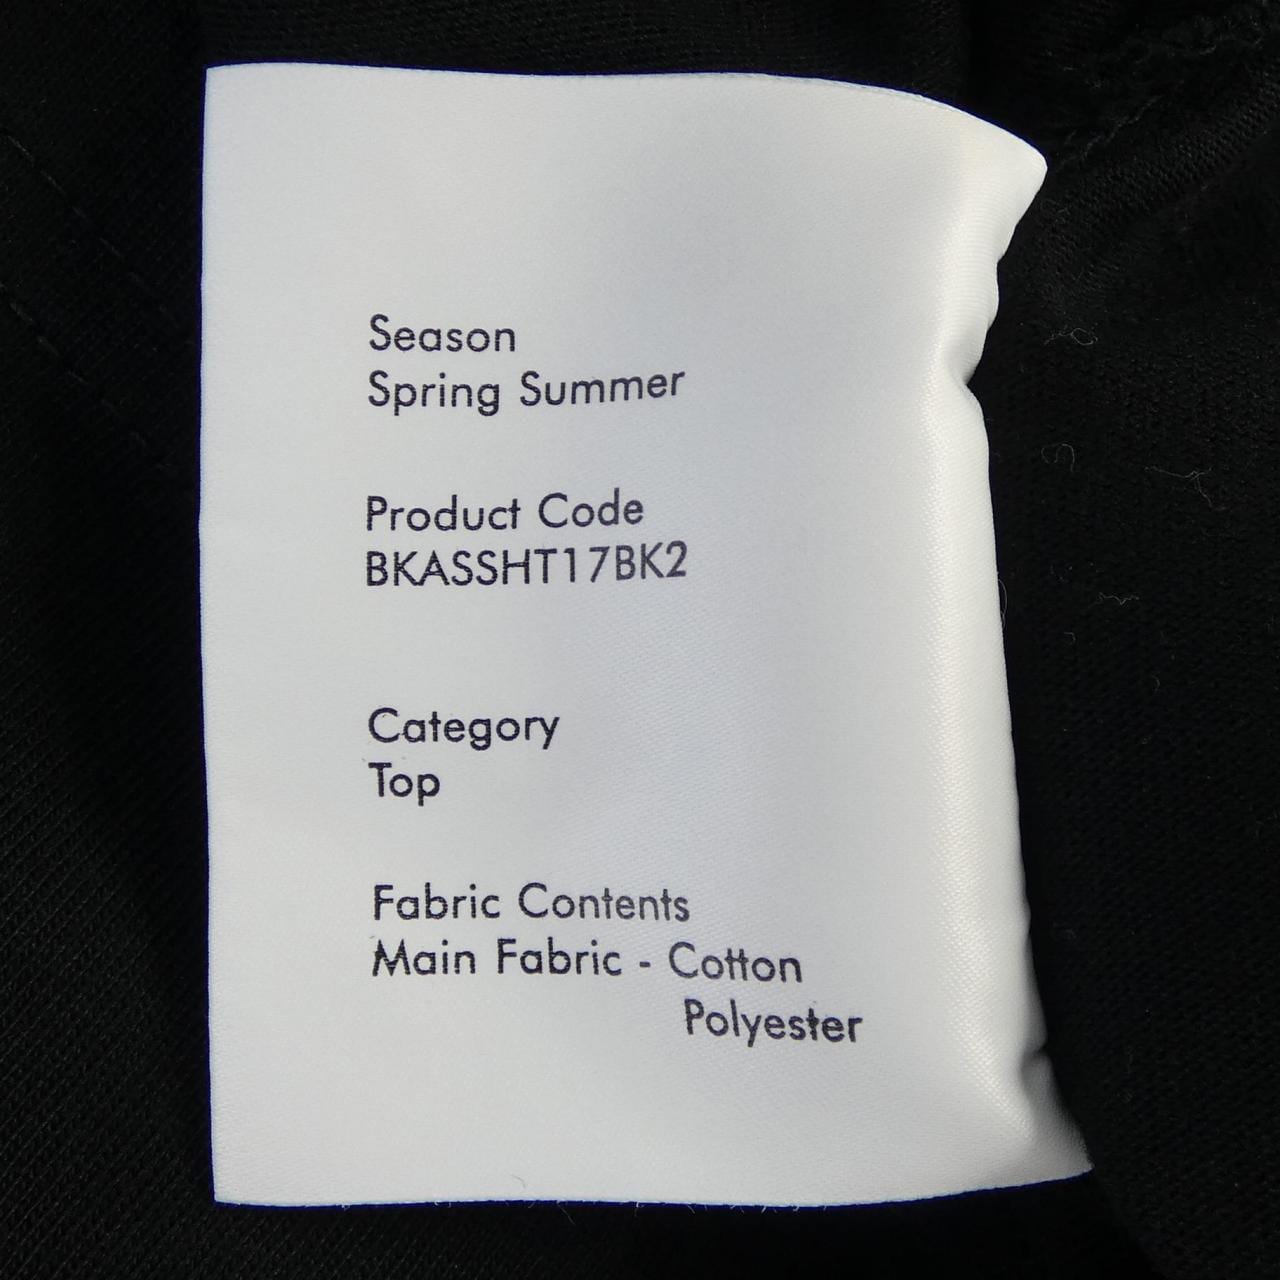 Season
Spring Summer
Product Code
BKASSHT17BK2
Category
Top
Fabric Contents
Main Fabric - Cotton
Polyester